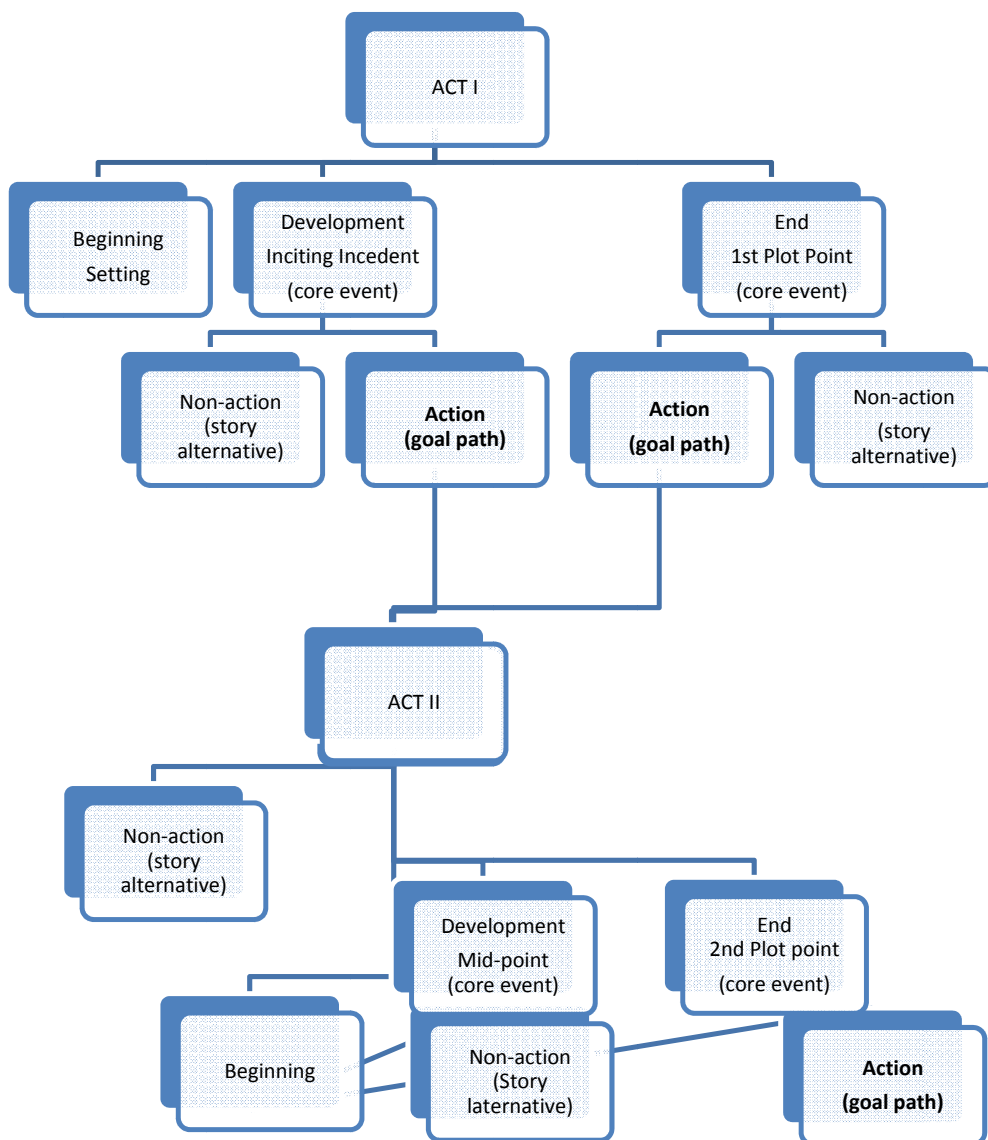 ACT I
Beginning
Setting
Development
Inciting Incedent
(core event)
End
1st Plot Point
(core event)
Non-action
(story
alternative)
Action
(goal path)
Action
(goal path)
Non-action
(story
alternative)
ACT II
Non-action
(story
alternative)
Development
Mid-point
(core event)
End
2nd Plot point
(core event)
Beginning
Non-action
(Story
laternative)
Action
(goal path)